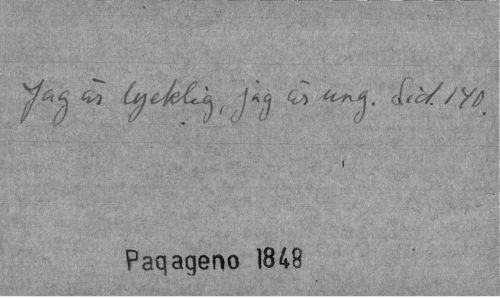 Jag är lycklig, jag är ung. Sid. 140.
Paqageno 1848